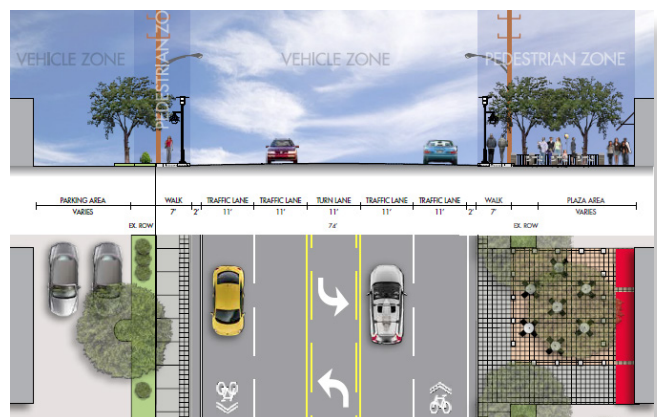 VEHICLE ZONE
PEDESTRIAN ZO
VEHICLE ZONE
PEDESTRIAN ZONE
PARKING AREA
VARIES
WALK
7'
2'
TRAFFIC LANE
11'
TRAFFIC LANE
11'
TURN LANE
11'
TRAFFIC LANE
11'
TRAFFIC LANE
11'
2'
WALK
7'
PLAZA AREA
VARIES
EX. ROW
74'
EX. ROW